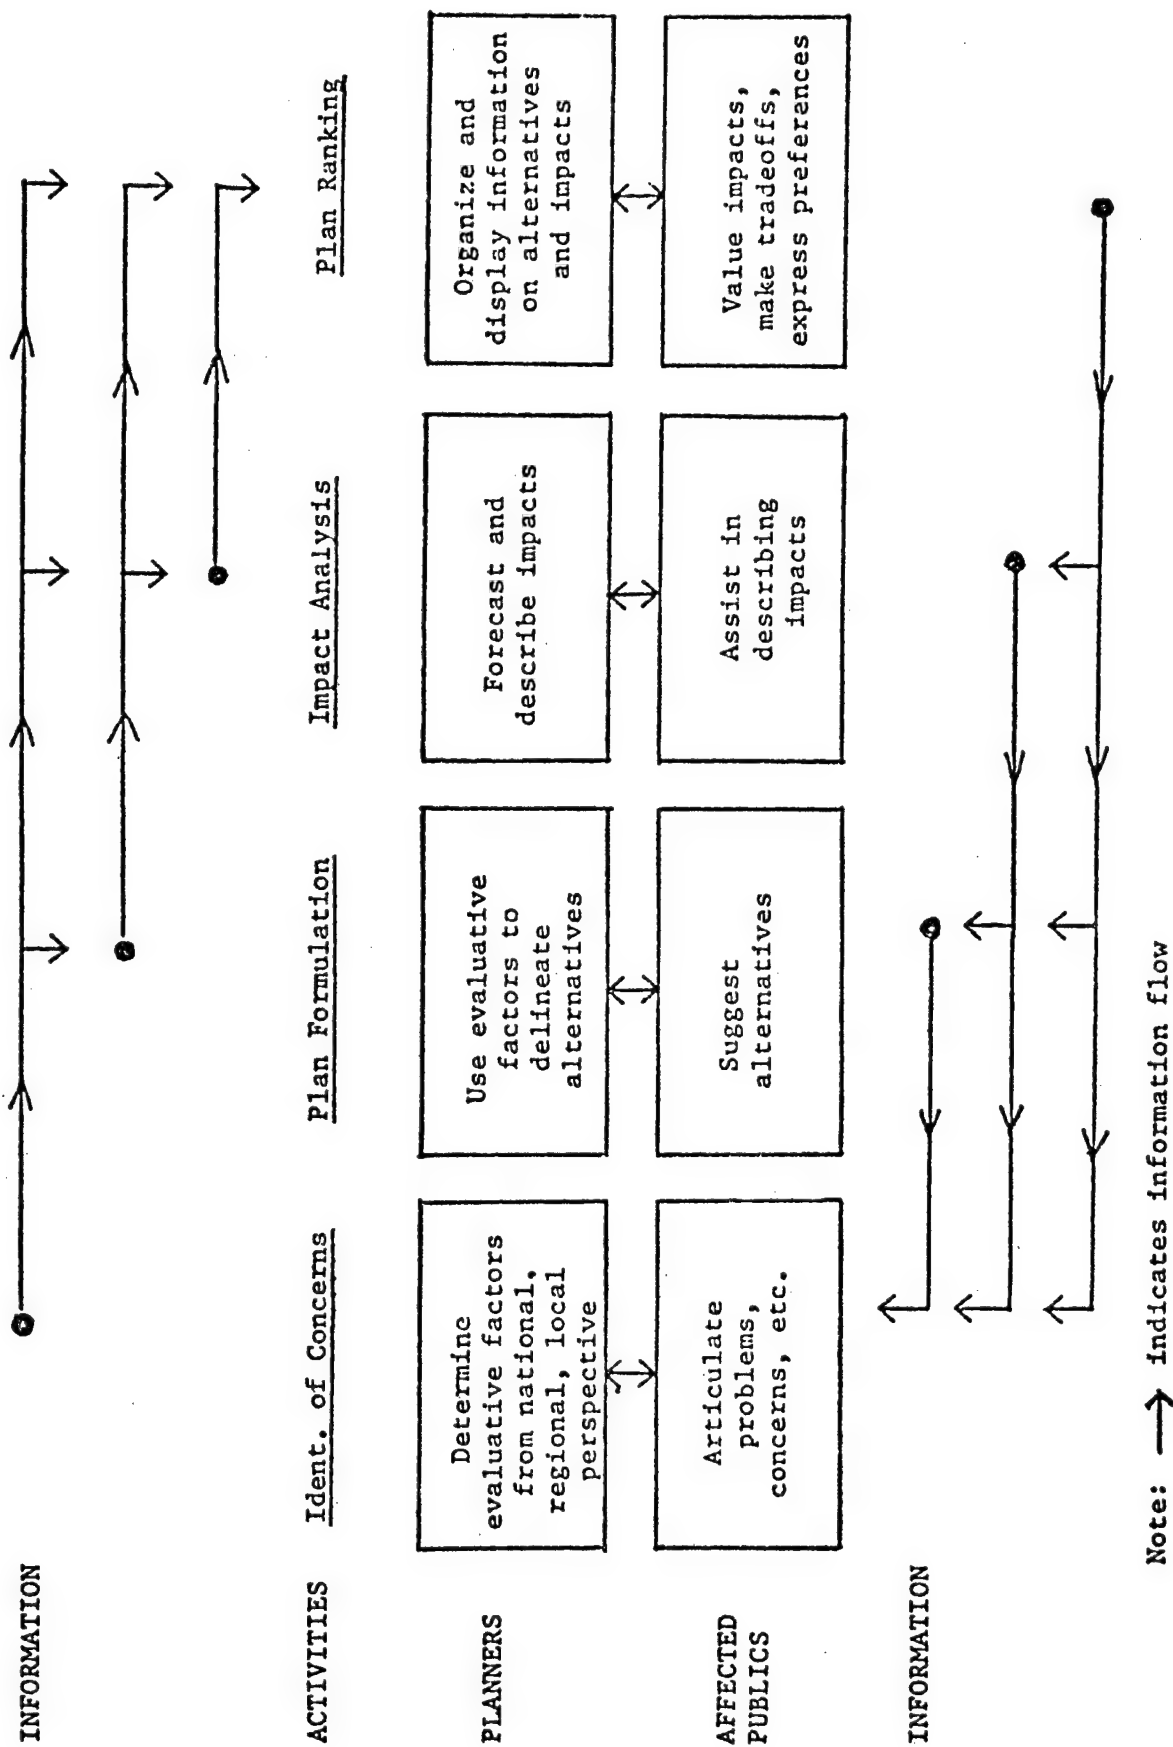 INFORMATION
ACTIVITIES
Ident. of Concerns
Plan Formulation
Impact Analysis
Plan Ranking
PLANNERS
Determine
evaluative factors
from national,
regional, local
perspective
Use evaluative
factors to
delineate
alternatives
Forecast and
describe impacts
Organize and
display information
on alternatives
and impacts
AFFECTED
PUBLICS
Articulate
problems,
concerns, etc.
Suggest
alternatives
Assist in
describing
impacts
Value impacts,
make tradeoffs,
express preferences
INFORMATION
Note: → indicates information flow